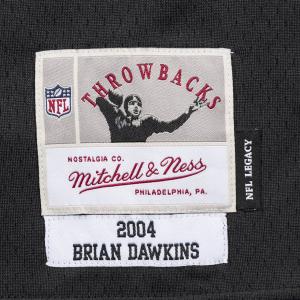 THROWBACKS
NFL
NOSTALGIA CO.
Mitchell & Ness
PHILADELPHIA, PA.
NFL LEGACY
2004
BRIAN DAWKINS